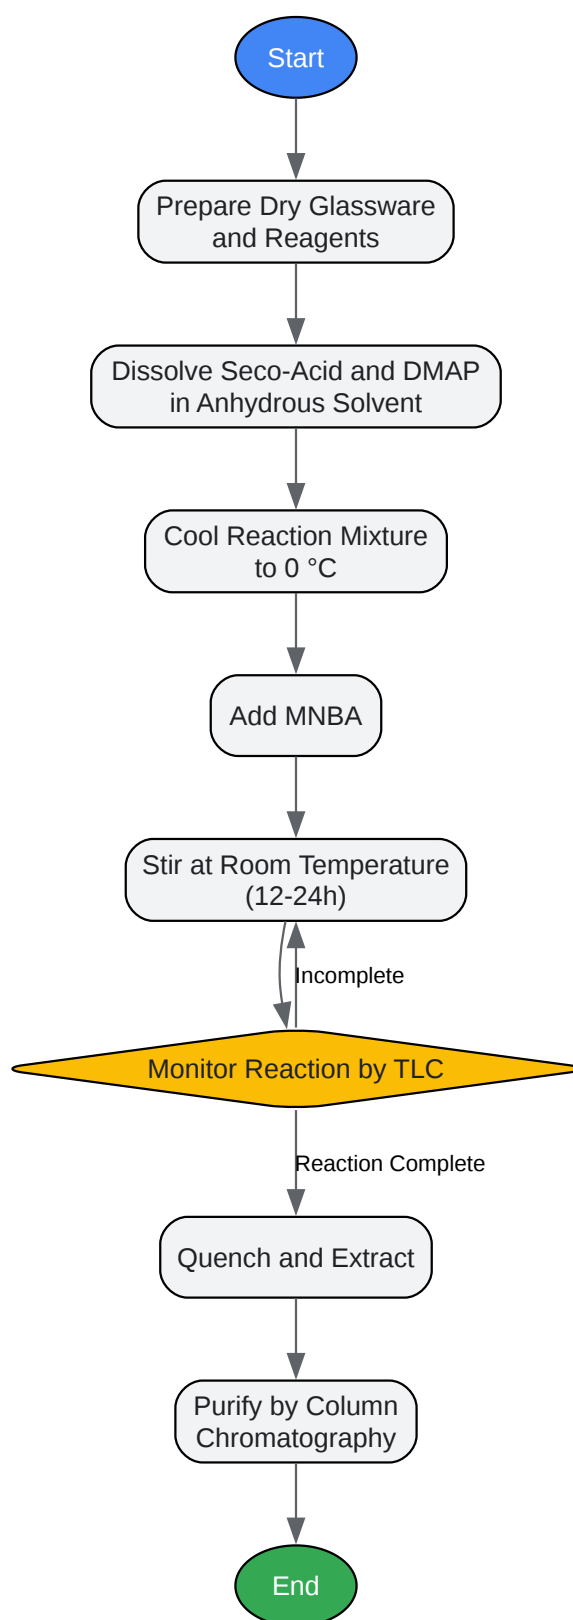 Start
Prepare Dry Glassware
and Reagents
Dissolve Seco-Acid and DMAP
in Anhydrous Solvent
Cool Reaction Mixture
to 0 °C
Add MNBA
Stir at Room Temperature
(12-24h)
Incomplete
Monitor Reaction by TLC
Reaction Complete
Quench and Extract
Purify by Column
Chromatography
End